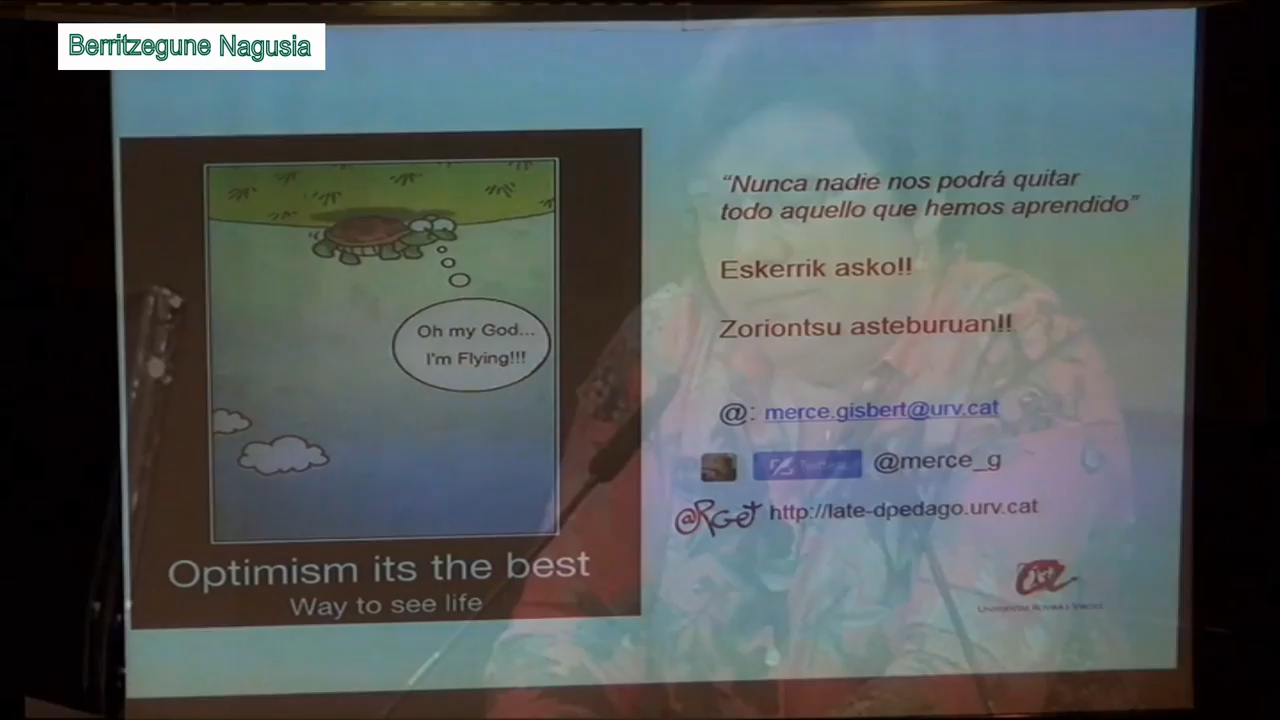 Berritzegune Nagusia
Oh my God...
I'm Flying!!!
Optimism its the best
Way to see life
“Nunca nadie nos podrá quitar
todo aquello que hemos aprendido”
Eskerrik asko!!
Zoriontsu asteburuan!!
@: merce.gisbert@urv.cat
@merce_g
@RGet http://late-dpedago.urv.cat